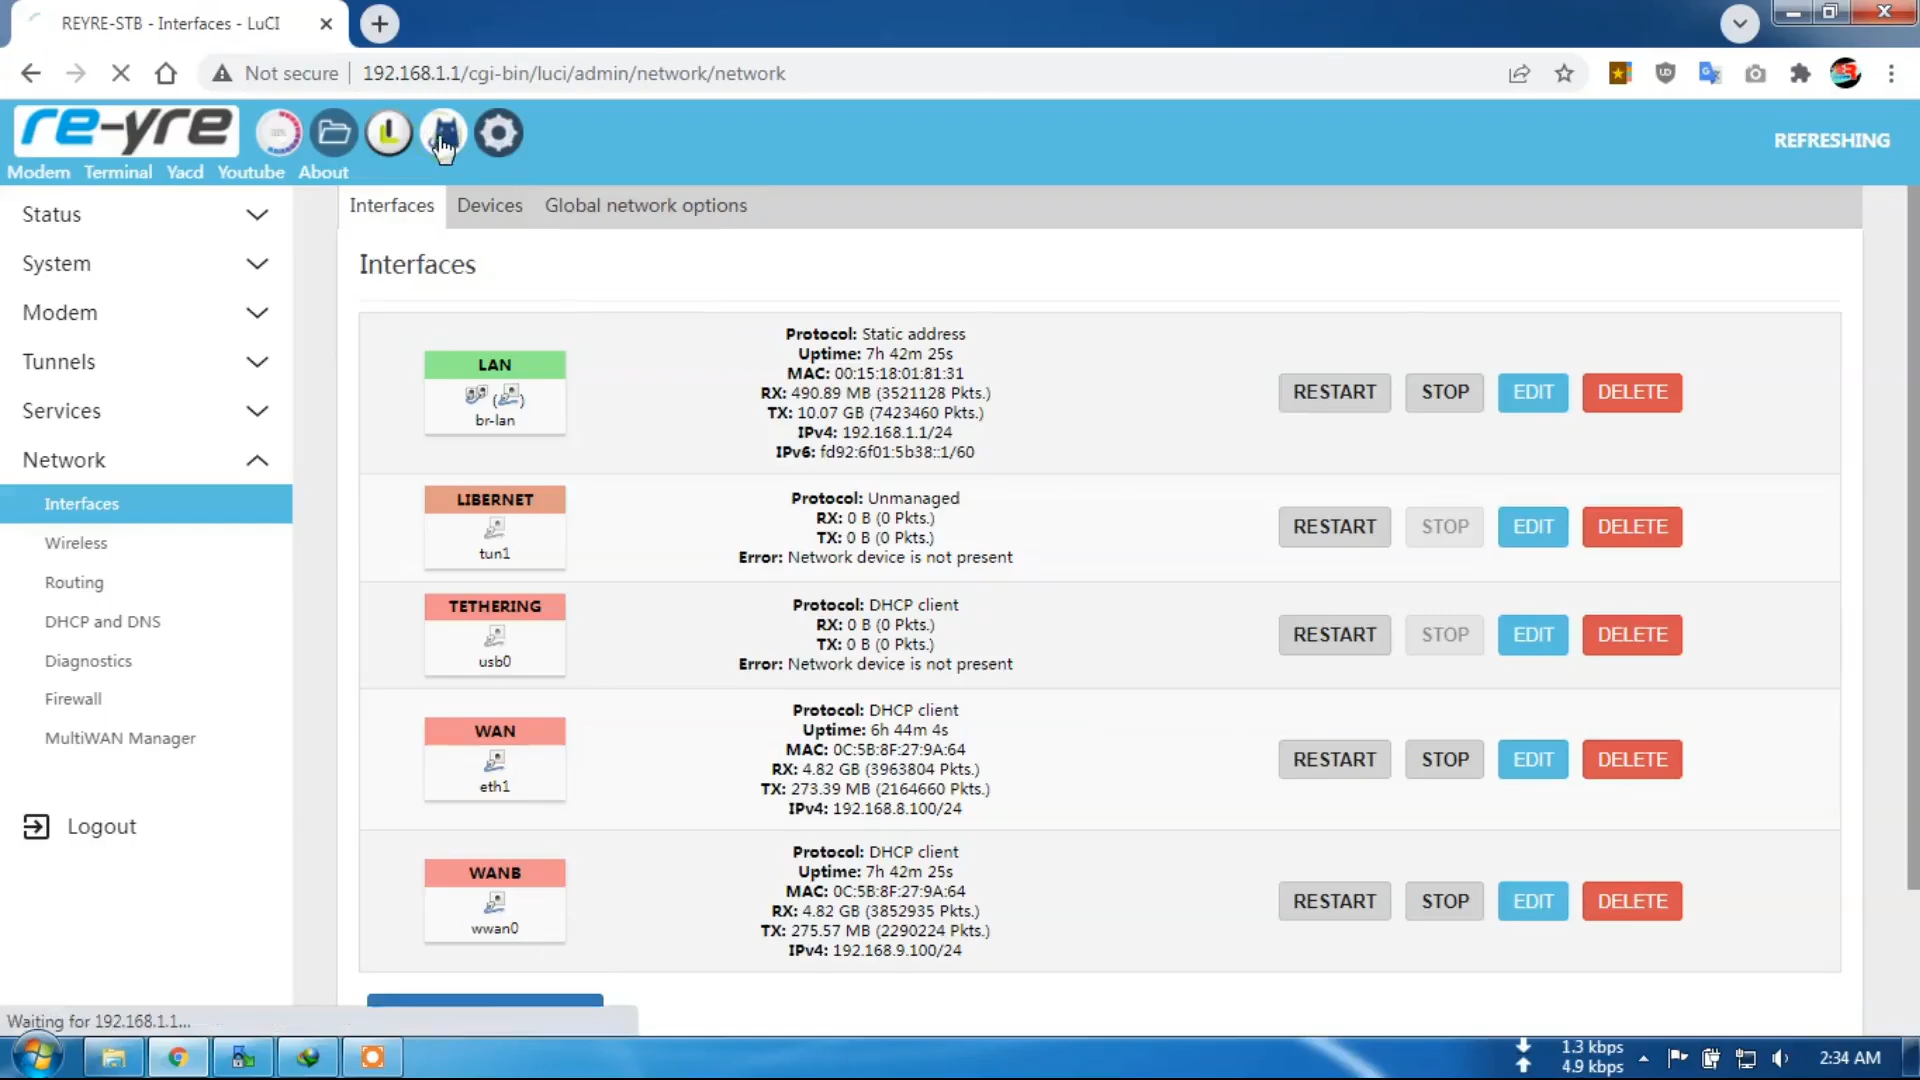 REYRE-STB - Interfaces - LuCI
Not secure 192.168.1.1/cgi-bin/luci/admin/network/network
re-yre
REFRESHING
Modem Terminal Yacd Youtube About
Status
System
Modem
Tunnels
Services
Network
Interfaces
Wireless
Routing
DHCP and DNS
Diagnostics
Firewall
MultiWAN Manager
Logout
Interfaces Devices Global network options
Interfaces
LAN
br-lan
Protocol: Static address
Uptime: 7h 42m 25s
MAC: 00:15:18:01:81:31
RX: 490.89 MB (3521128 Pkts.)
TX: 10.07 GB (7423460 Pkts.)
IPv4: 192.168.1.1/24
IPv6: fd92:6f01:5b38::1/60
RESTART STOP EDIT DELETE
LIBERNET
tun1
Protocol: Unmanaged
RX: 0 B (0 Pkts.)
TX: 0 B (0 Pkts.)
Error: Network device is not present
RESTART STOP EDIT DELETE
TETHERING
usb0
Protocol: DHCP client
RX: 0 B (0 Pkts.)
TX: 0 B (0 Pkts.)
Error: Network device is not present
RESTART STOP EDIT DELETE
WAN
eth1
Protocol: DHCP client
Uptime: 6h 44m 4s
MAC: 0C:5B:8F:27:9A:64
RX: 4.82 GB (3963804 Pkts.)
TX: 273.39 MB (2164660 Pkts.)
IPv4: 192.168.8.100/24
RESTART STOP EDIT DELETE
WANB
wwan0
Protocol: DHCP client
Uptime: 7h 42m 25s
MAC: 0C:5B:8F:27:9A:64
RX: 4.82 GB (3852935 Pkts.)
TX: 275.57 MB (2290224 Pkts.)
IPv4: 192.168.9.100/24
RESTART STOP EDIT DELETE
Waiting for 192.168.1.1...
1.3 kbps
4.9 kbps
2:34 AM